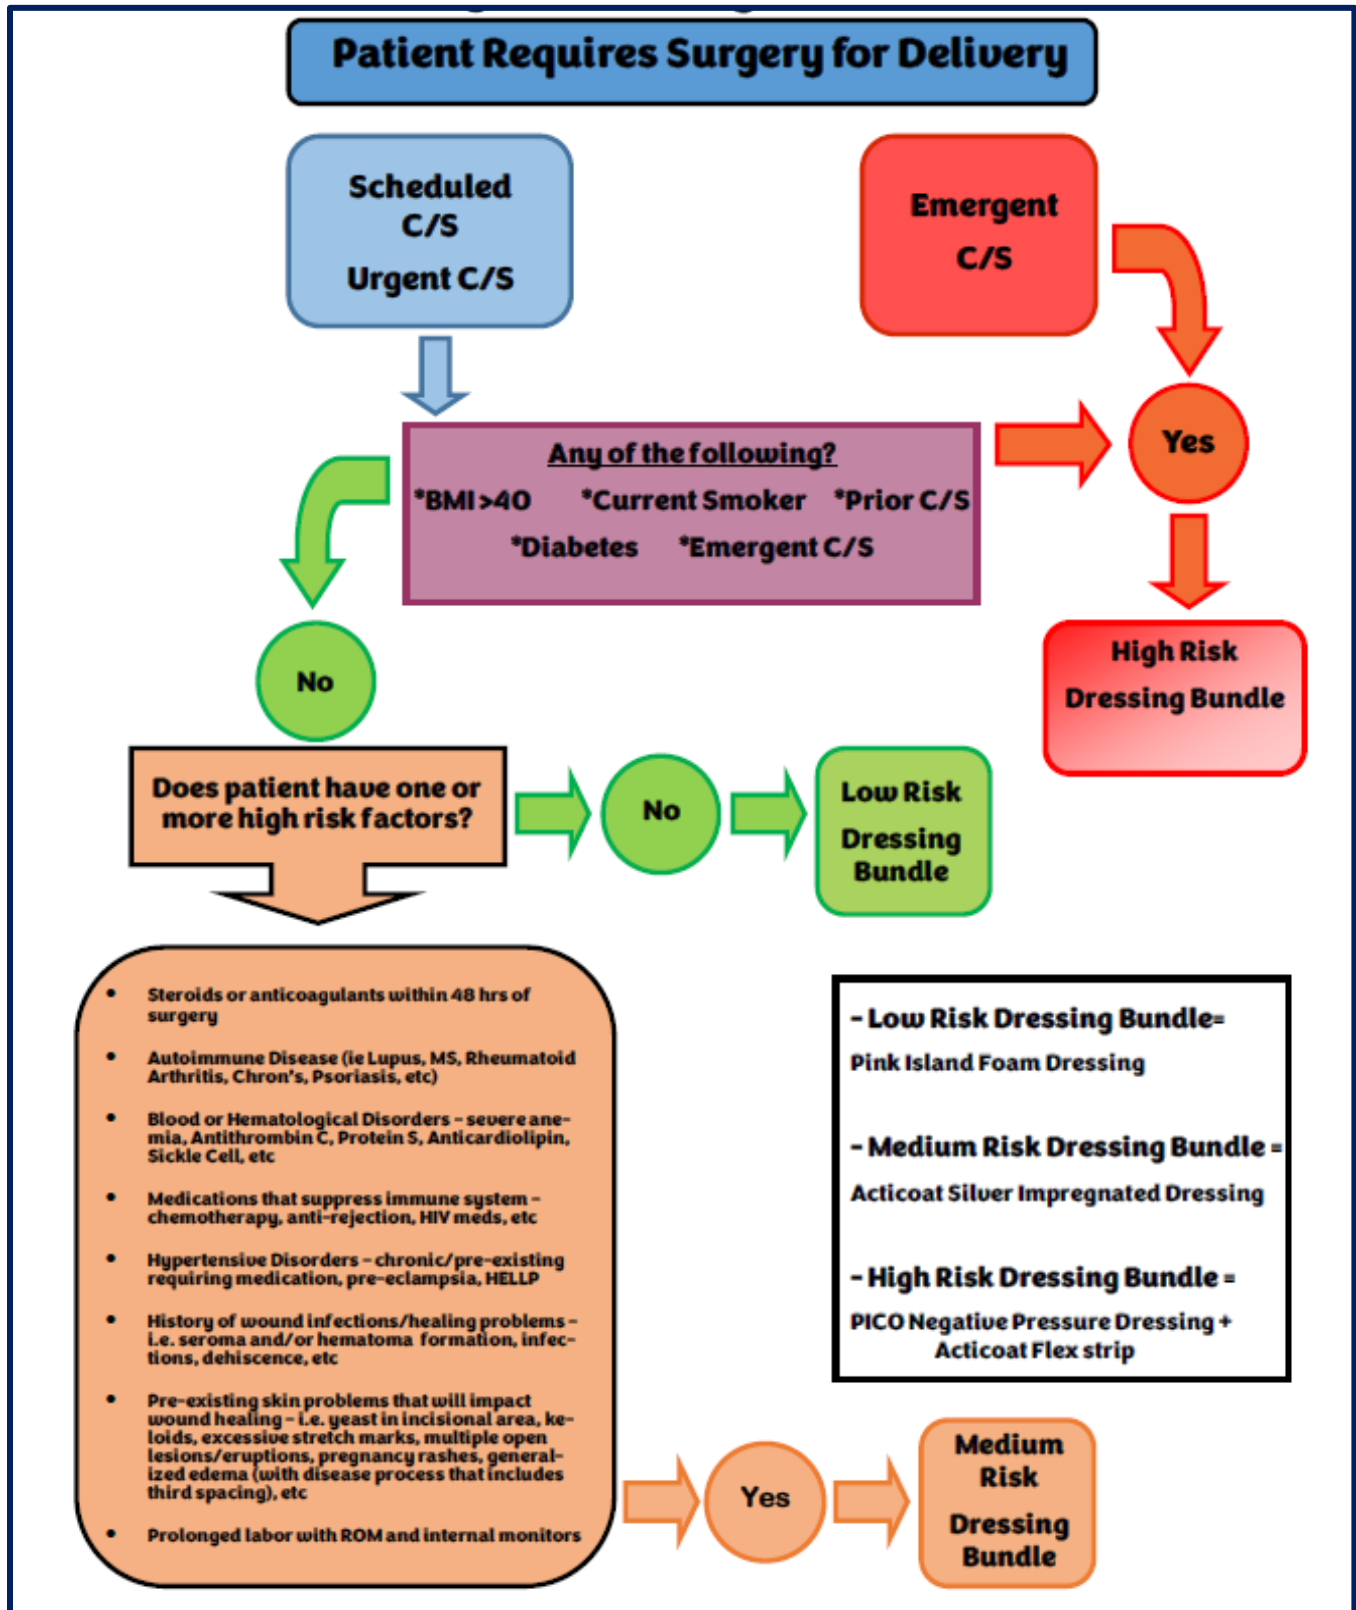 Patient Requires Surgery for Delivery
Scheduled
C/S
Urgent C/S
Emergent
C/S
Any of the following?
*BMI >40 *Current Smoker *Prior C/S
*Diabetes *Emergent C/S
Yes
No
High Risk
Dressing Bundle
Does patient have one or
more high risk factors?
No
Low Risk
Dressing
Bundle
• Steroids or anticoagulants within 48 hrs of
surgery
• Autoimmune Disease (ie Lupus, MS, Rheumatoid
Arthritis, Chron's, Psoriasis, etc)
• Blood or Hematological Disorders – severe ane-
mia, Antithrombin C, Protein S, Anticardiolipin,
Sickle Cell, etc
• Medications that suppress immune system –
chemotherapy, anti-rejection, HIV meds, etc
• Hypertensive Disorders – chronic/pre-existing
requiring medication, pre-eclampsia, HELLP
• History of wound infections/healing problems –
i.e. seroma and/or hematoma formation, infec-
tions, dehiscence, etc
• Pre-existing skin problems that will impact
wound healing – i.e. yeast in incisional area, ke-
loids, excessive stretch marks, multiple open
lesions/eruptions, pregnancy rashes, general-
ized edema (with disease process that includes
third spacing), etc
• Prolonged labor with ROM and internal monitors
– Low Risk Dressing Bundle=
Pink Island Foam Dressing
– Medium Risk Dressing Bundle =
Acticoat Silver Impregnated Dressing
– High Risk Dressing Bundle =
PICO Negative Pressure Dressing +
Acticoat Flex strip
Yes
Medium
Risk
Dressing
Bundle